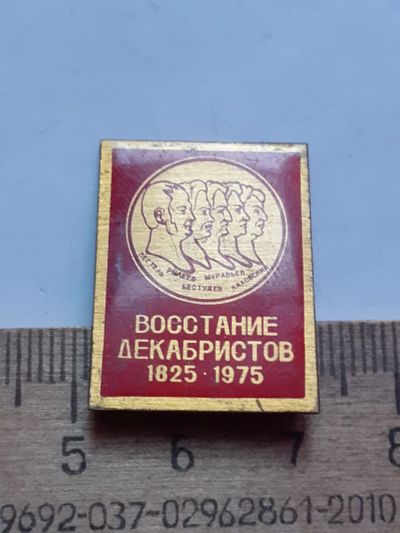 ПЕСТЕЛЬ РЫЛЕЕВ МУРАВЬЕВ
БЕСТУЖЕВ КАХОВСКИЙ
ВОССТАНИЕ
ДЕКАБРИСТОВ
1825 · 1975
5 6 7 8
9692-037-02962861-2010